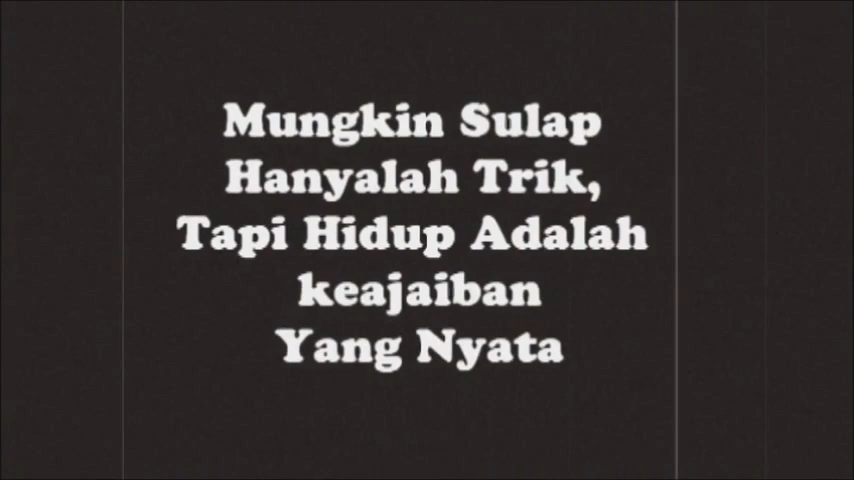 Mungkin Sulap
Hanyalah Trik,
Tapi Hidup Adalah
keajaiban
Yang Nyata